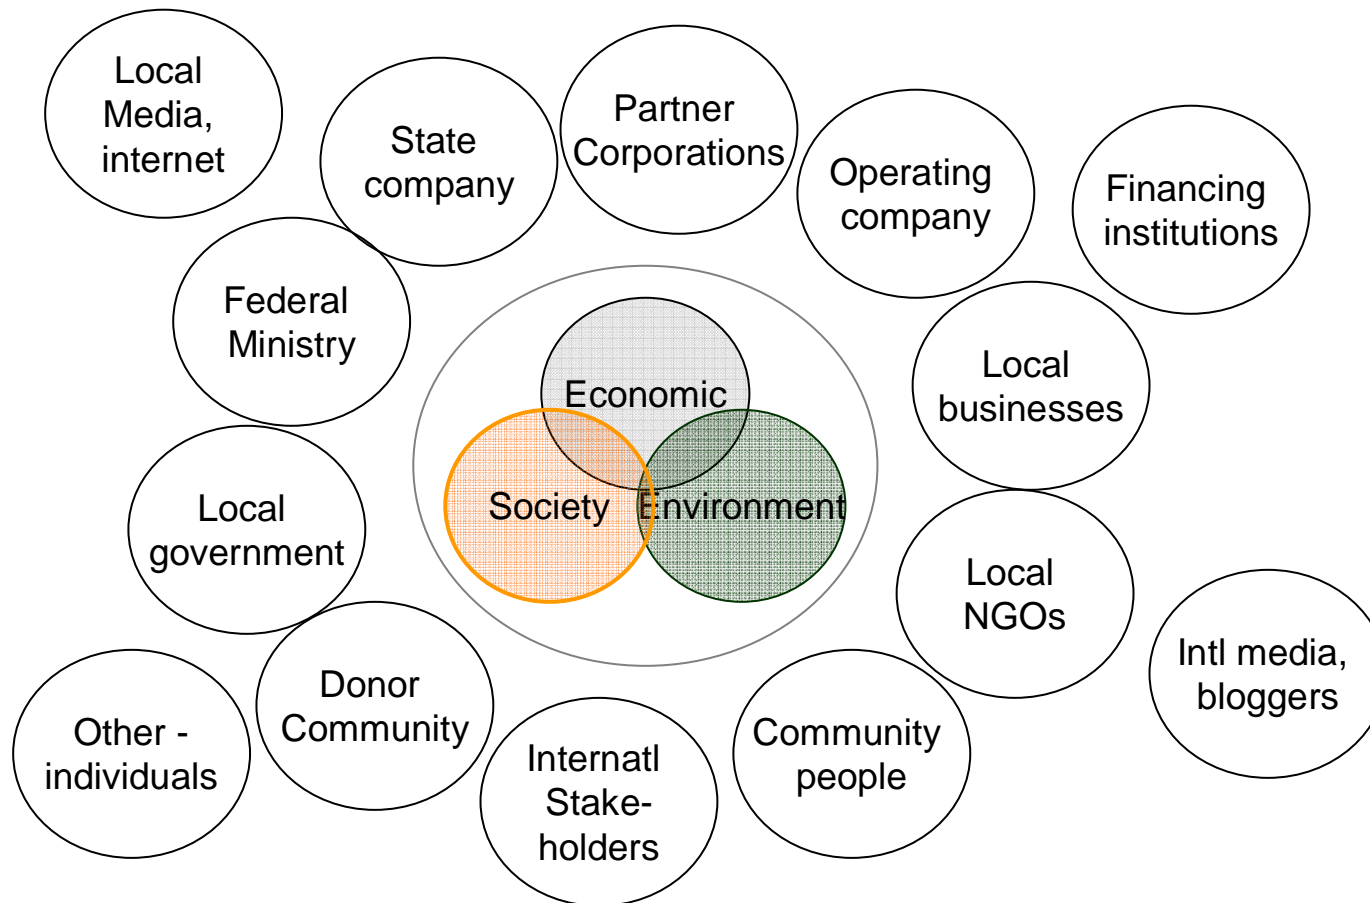 Local
Media,
internet
State
company
Partner
Corporations
Operating
company
Financing
institutions
Federal
Ministry
Economic
Society
Environment
Local
businesses
Local
government
Local
NGOs
Intl media,
bloggers
Other -
individuals
Donor
Community
Internatl
Stake-
holders
Community
people